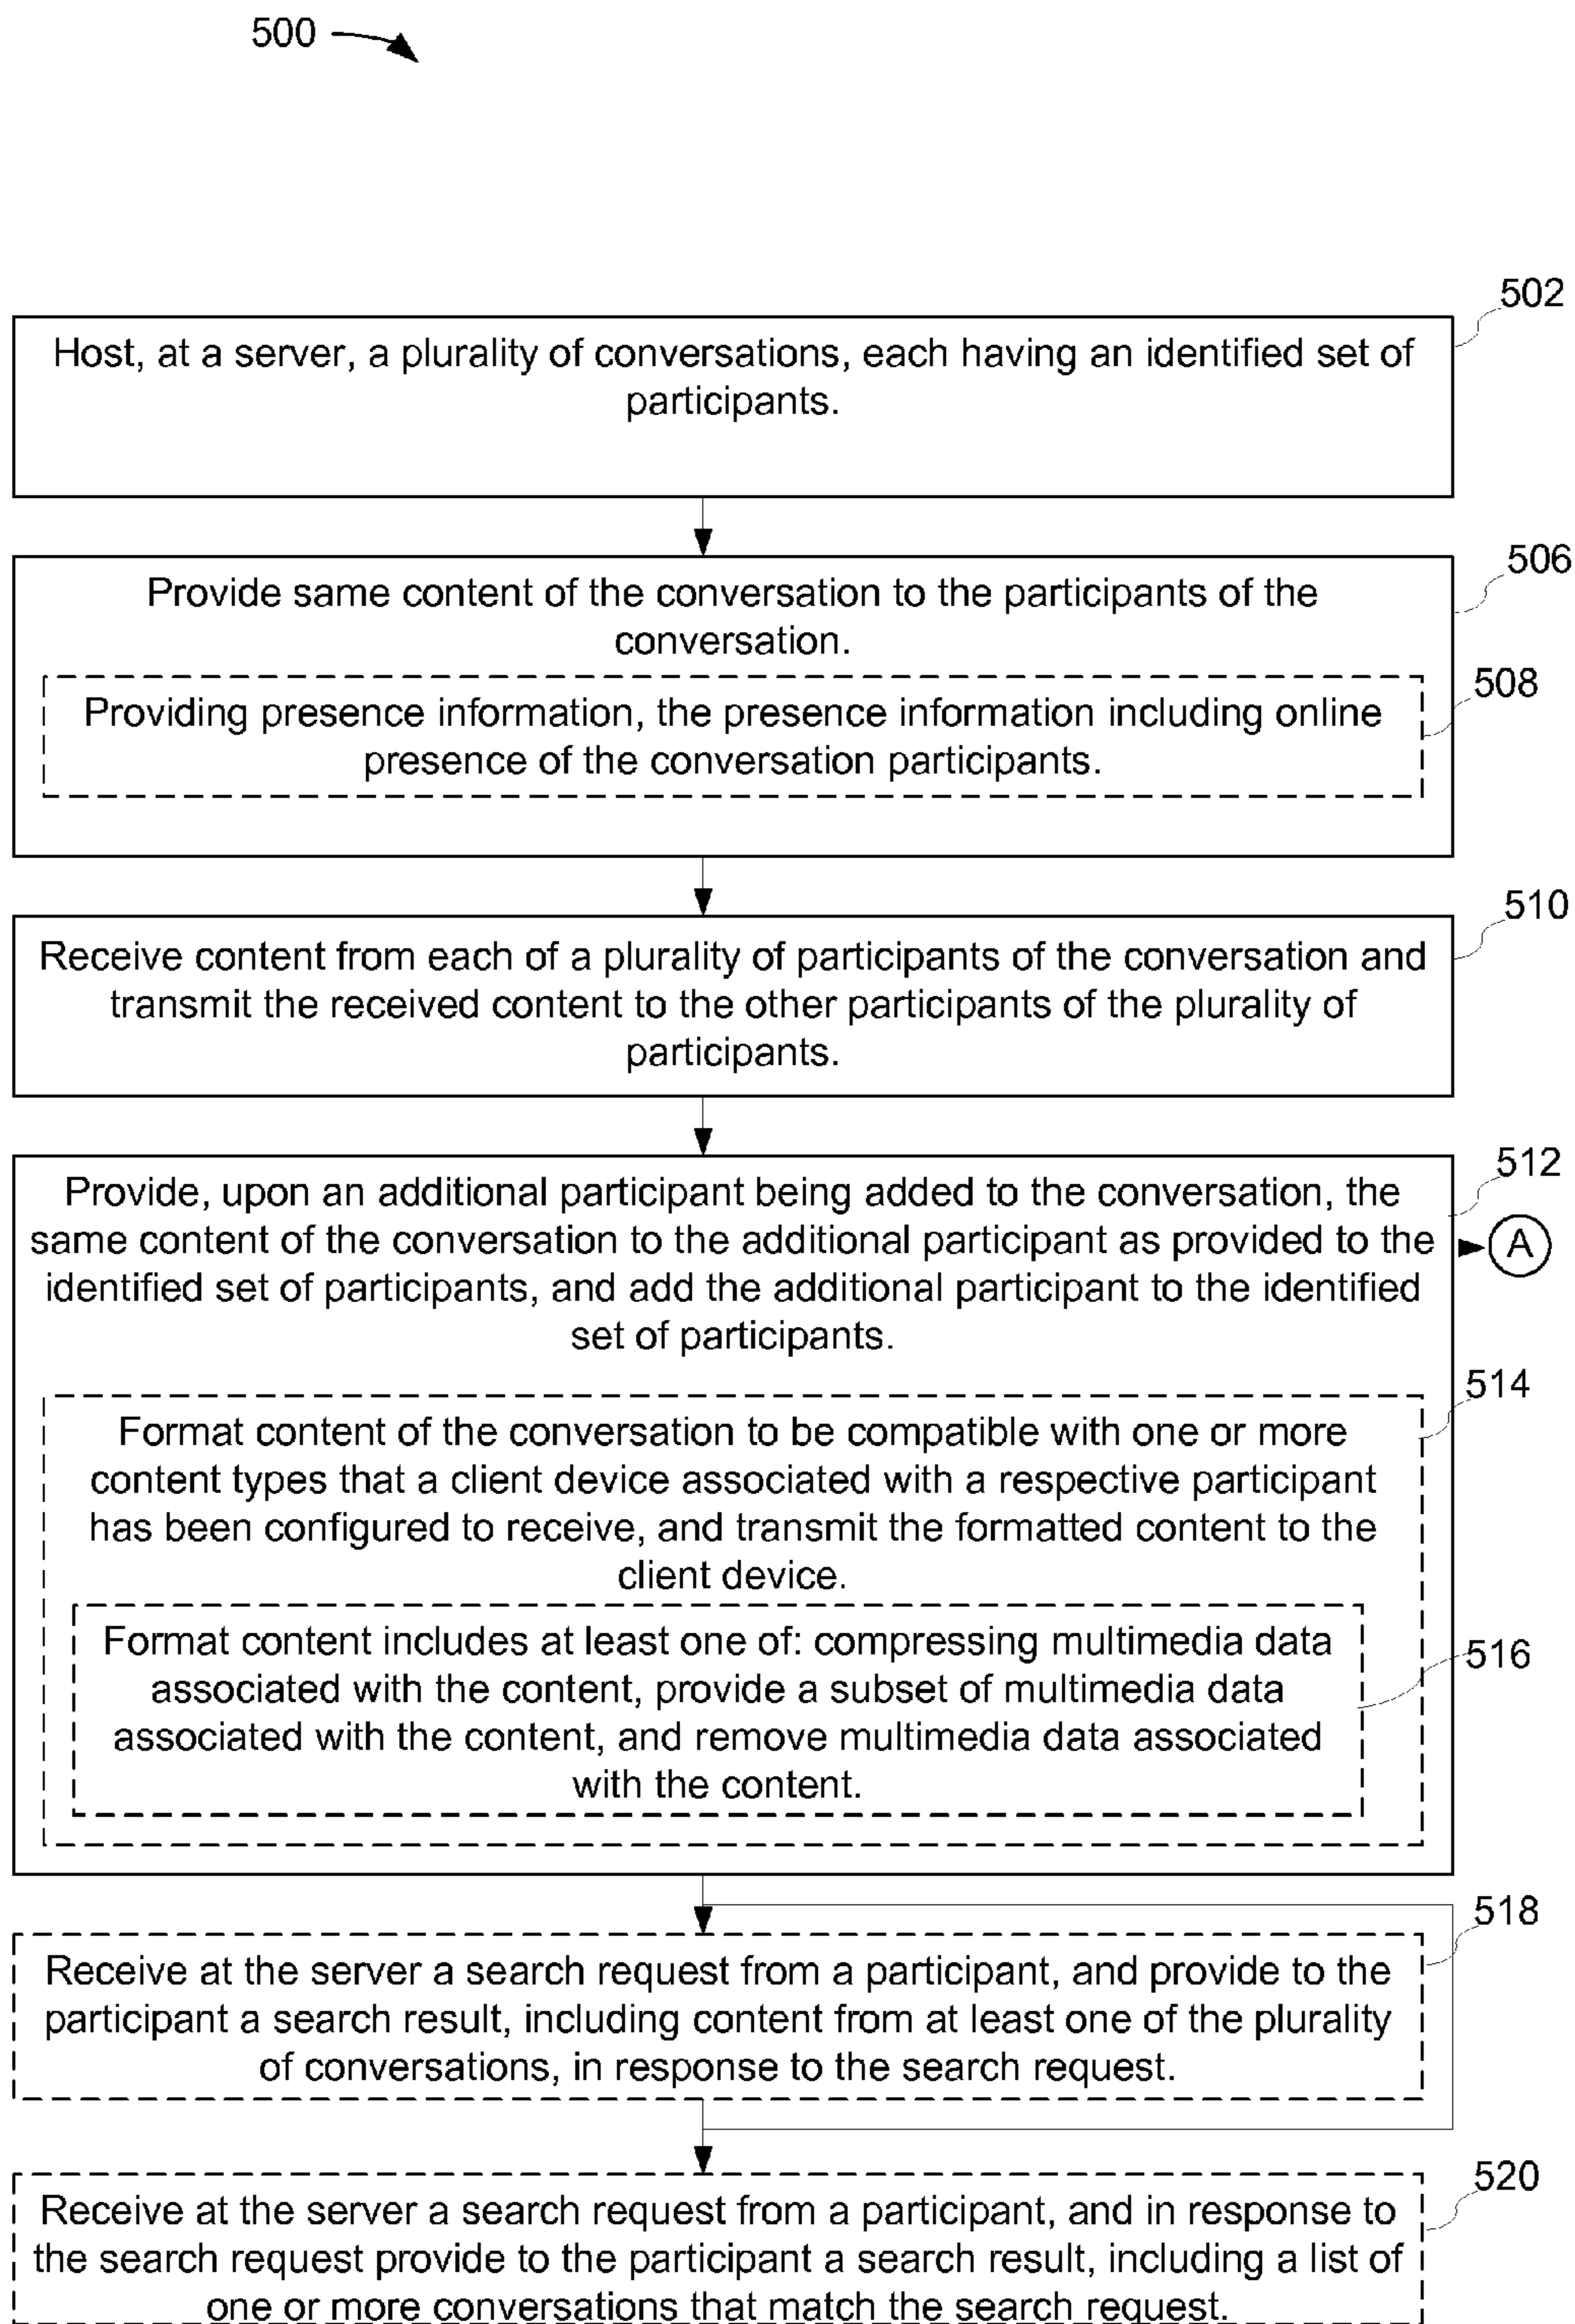 500
502
Host, at a server, a plurality of conversations, each having an identified set of
participants.
506
Provide same content of the conversation to the participants of the
conversation.
508
Providing presence information, the presence information including online
presence of the conversation participants.
510
Receive content from each of a plurality of participants of the conversation and
transmit the received content to the other participants of the plurality of
participants.
512
Provide, upon an additional participant being added to the conversation, the
same content of the conversation to the additional participant as provided to the
identified set of participants, and add the additional participant to the identified
set of participants.
A
514
Format content of the conversation to be compatible with one or more
content types that a client device associated with a respective participant
has been configured to receive, and transmit the formatted content to the
client device.
516
Format content includes at least one of: compressing multimedia data
associated with the content, provide a subset of multimedia data
associated with the content, and remove multimedia data associated
with the content.
518
Receive at the server a search request from a participant, and provide to the
participant a search result, including content from at least one of the plurality
of conversations, in response to the search request.
520
Receive at the server a search request from a participant, and in response to
the search request provide to the participant a search result, including a list of
one or more conversations that match the search request.